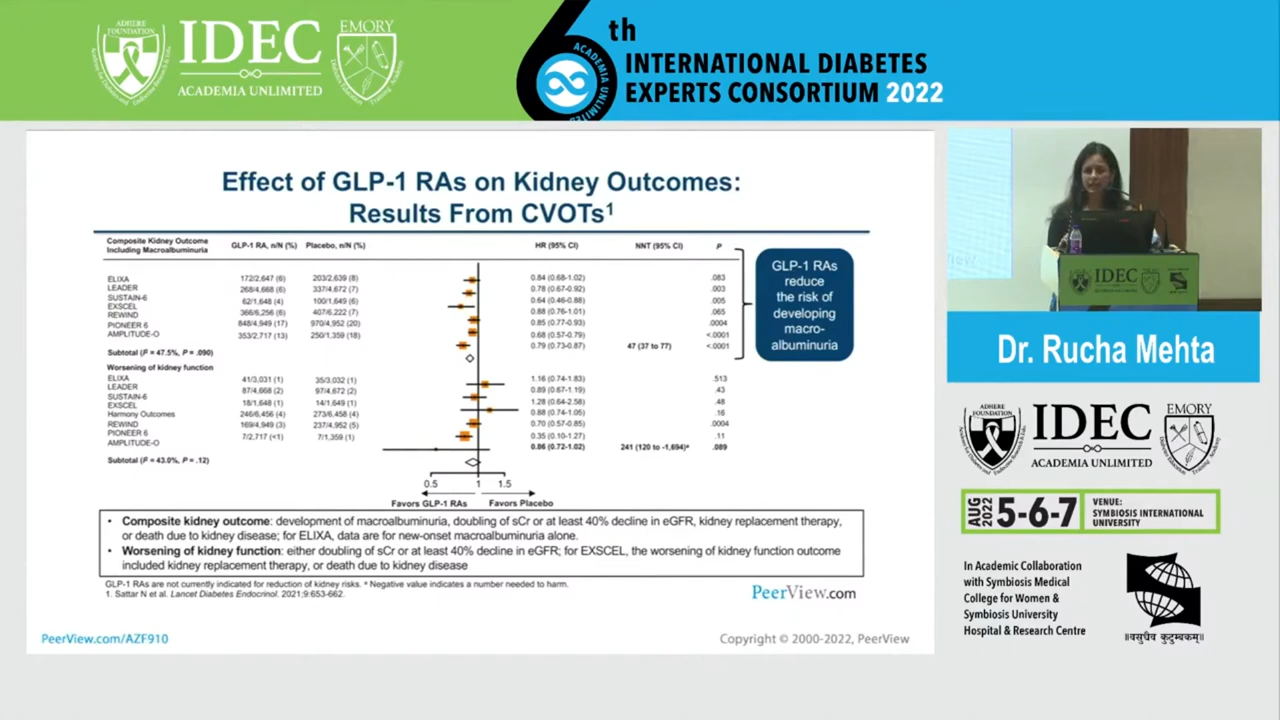 ADHERE
FOUNDATION
IDEC
ACADEMIA UNLIMITED
EMORY
6th
ACADEMIA UNLIMITED
INTERNATIONAL DIABETES
EXPERTS CONSORTIUM 2022
Effect of GLP-1 RAs on Kidney Outcomes:
Results From CVOTs1
Composite Kidney Outcome
Including Macroalbuminuria
GLP-1 RA, n/N (%) Placebo, n/N (%) HR (95% CI) NNT (95% CI) P
ELIXA 172/2,647 (6) 203/2,639 (8) 0.84 (0.68-1.02) .083
LEADER 268/4,668 (6) 337/4,672 (7) 0.78 (0.67-0.92) .003
SUSTAIN-6 62/1,648 (4) 100/1,649 (6) 0.64 (0.46-0.88) .005
EXSCEL 366/6,256 (6) 407/6,222 (7) 0.88 (0.76-1.01) .065
REWIND 848/4,949 (17) 970/4,952 (20) 0.85 (0.77-0.93) .0004
PIONEER 6
AMPLITUDE-O 353/2,717 (13) 250/1,359 (18) 0.68 (0.57-0.79) <.0001
0.79 (0.73-0.87) 47 (37 to 77) <.0001
Subtotal (I² = 47.5%, P = .090)
Worsening of kidney function
ELIXA 41/3,031 (1) 35/3,032 (1) 1.16 (0.74-1.83) .513
LEADER 87/4,668 (2) 97/4,672 (2) 0.89 (0.67-1.19) .43
SUSTAIN-6 18/1,648 (1) 14/1,649 (1) 1.28 (0.64-2.58) .48
EXSCEL
Harmony Outcomes 246/6,456 (4) 273/6,458 (4) 0.88 (0.74-1.05) .16
REWIND 169/4,949 (3) 237/4,952 (5) 0.70 (0.57-0.85) .0004
PIONEER 6 7/2,717 (<1) 7/1,359 (1) 0.35 (0.10-1.27) .11
AMPLITUDE-O 0.86 (0.72-1.02) 241 (120 to -1,694)a .089
Subtotal (I² = 43.0%, P = .12)
0.5 1 1.5
Favors GLP-1 RAs Favors Placebo
GLP-1 RAs
reduce
the risk of
developing
macro-
albuminuria
• Composite kidney outcome: development of macroalbuminuria, doubling of sCr or at least 40% decline in eGFR, kidney replacement therapy,
or death due to kidney disease; for ELIXA, data are for new-onset macroalbuminuria alone.
• Worsening of kidney function: either doubling of sCr or at least 40% decline in eGFR; for EXSCEL, the worsening of kidney function outcome
included kidney replacement therapy, or death due to kidney disease
GLP-1 RAs are not currently indicated for reduction of kidney risks. a Negative value indicates a number needed to harm.
1. Sattar N et al. Lancet Diabetes Endocrinol. 2021;9:653-662.
PeerView.com
PeerView.com/AZF910
Copyright © 2000-2022, PeerView
IDEC
Dr. Rucha Mehta
ADHERE
FOUNDATION
IDEC
ACADEMIA UNLIMITED
EMORY
AUG
2022
5-6-7
VENUE:
SYMBIOSIS INTERNATIONAL
UNIVERSITY
In Academic Collaboration
with Symbiosis Medical
College for Women &
Symbiosis University
Hospital & Research Centre
॥वसुधैव कुटुम्बकम्॥